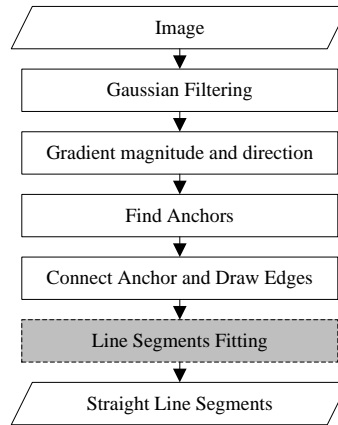 Image
Gaussian Filtering
Gradient magnitude and direction
Find Anchors
Connect Anchor and Draw Edges
Line Segments Fitting
Straight Line Segments